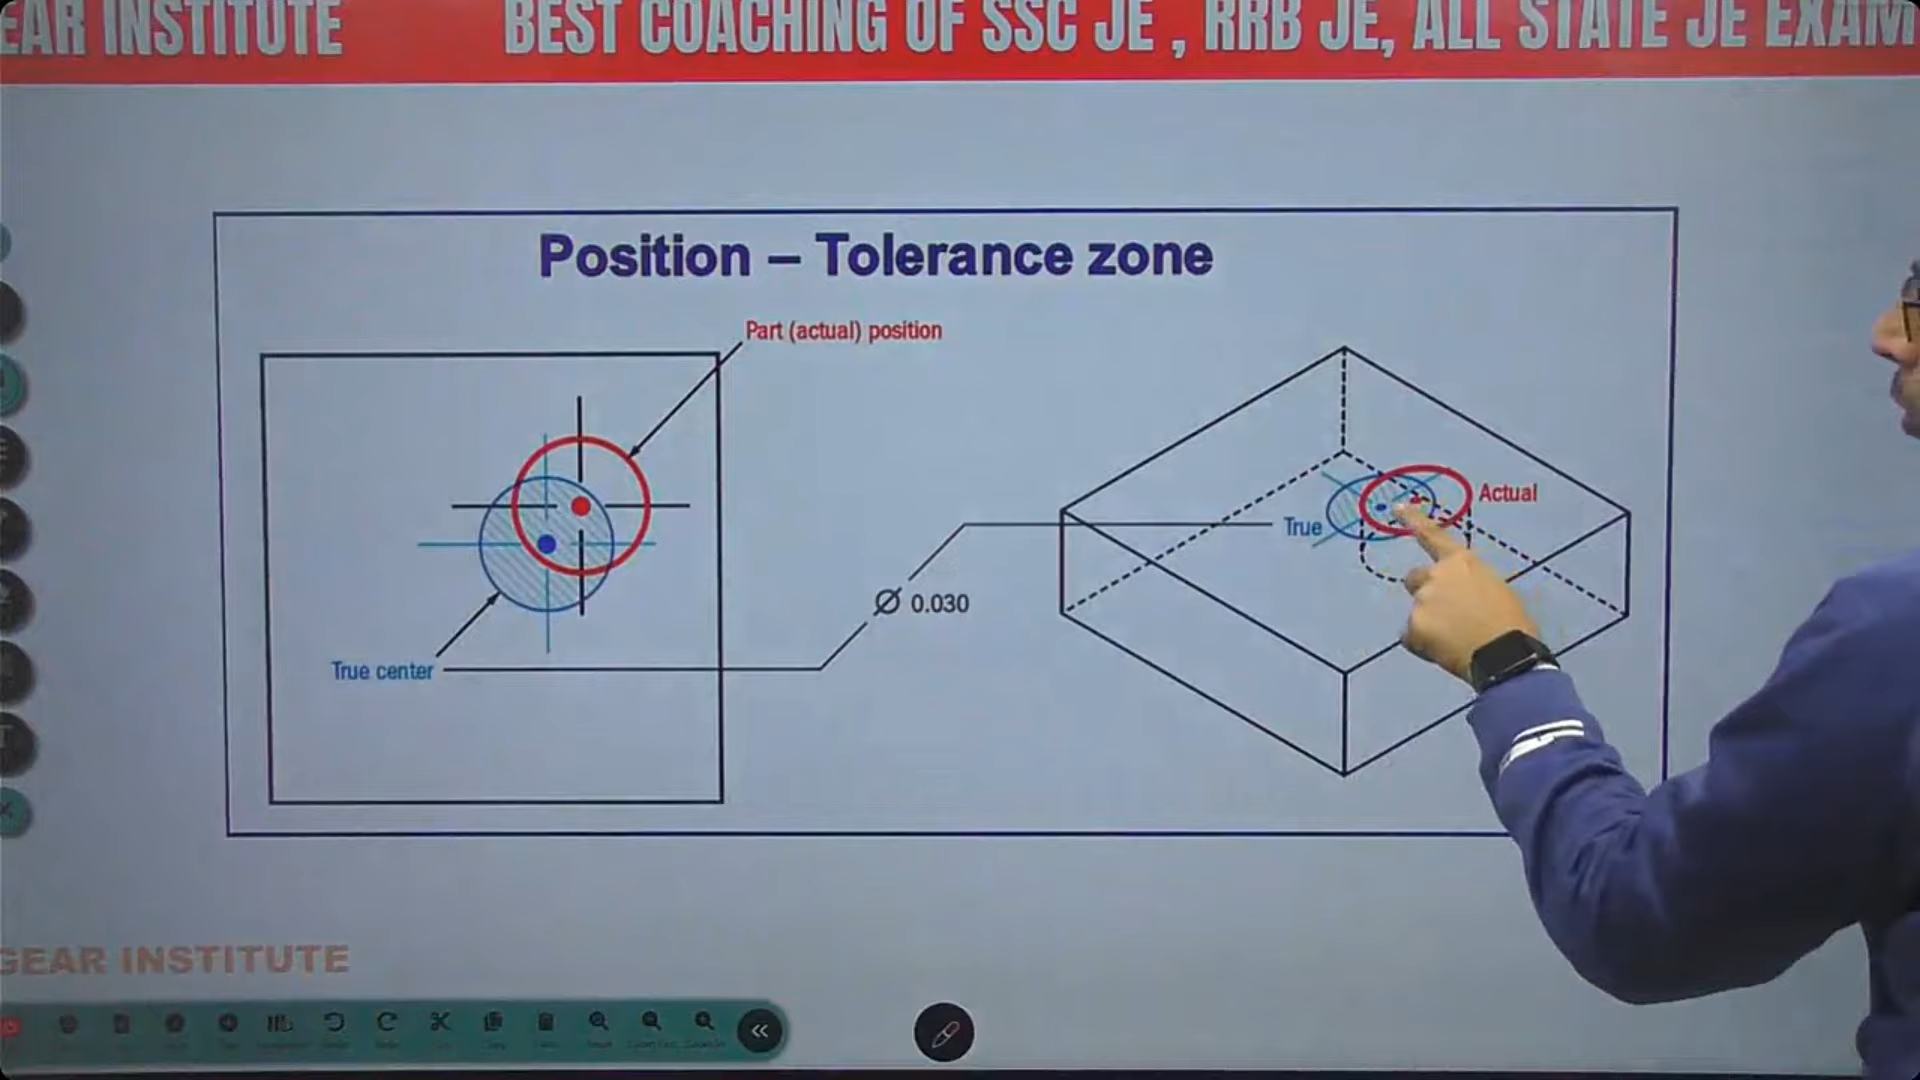 EAR INSTITUTE BEST COACHING OF SSC JE , RRB JE, ALL STATE JE EXAM
Position – Tolerance zone
Part (actual) position
Actual
True
Ø 0.030
True center
GEAR INSTITUTE